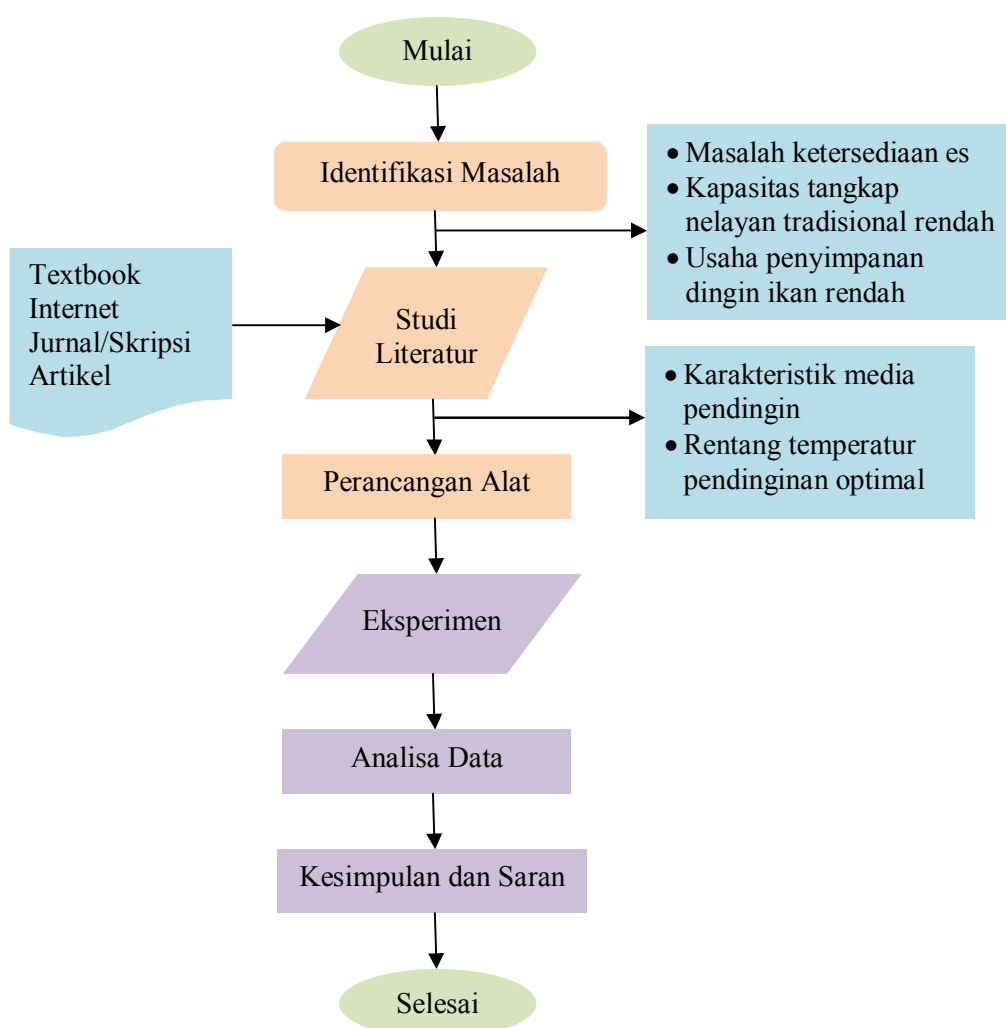 Mulai
Identifikasi Masalah
• Masalah ketersediaan es
• Kapasitas tangkap
nelayan tradisional rendah
• Usaha penyimpanan
dingin ikan rendah
Textbook
Internet
Jurnal/Skripsi
Artikel
Studi
Literatur
• Karakteristik media
pendingin
• Rentang temperatur
pendinginan optimal
Perancangan Alat
Eksperimen
Analisa Data
Kesimpulan dan Saran
Selesai